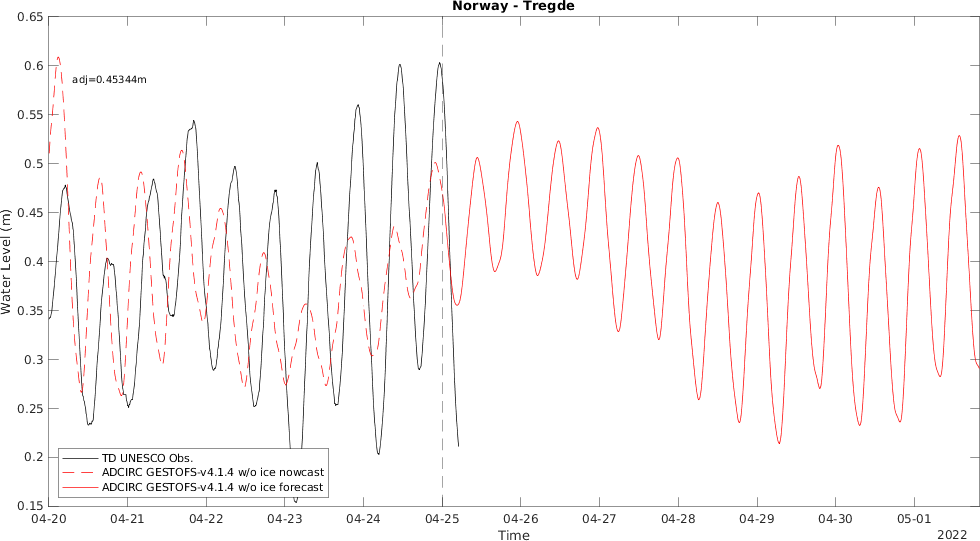 Norway - Tregde
0.65
0.6
0.55
0.5
0.45
0.4
0.35
0.3
0.25
0.2
0.15
Water Level (m)
adj=0.45344m
TD UNESCO Obs.
ADCIRC GESTOFS-v4.1.4 w/o ice nowcast
ADCIRC GESTOFS-v4.1.4 w/o ice forecast
04-20 04-21 04-22 04-23 04-24 04-25 04-26 04-27 04-28 04-29 04-30 05-01
Time
2022